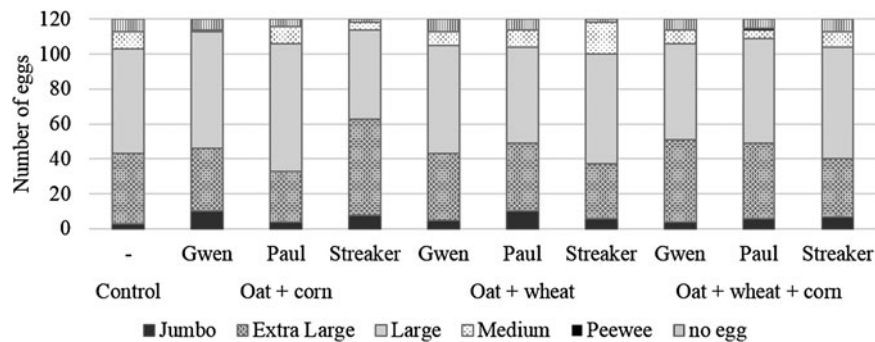 120
100
80
60
40
20
0
Number of eggs
- Gwen Paul Streaker Gwen Paul Streaker Gwen Paul Streaker
Control Oat + corn Oat + wheat Oat + wheat + corn
Jumbo Extra Large Large Medium Peewee no egg